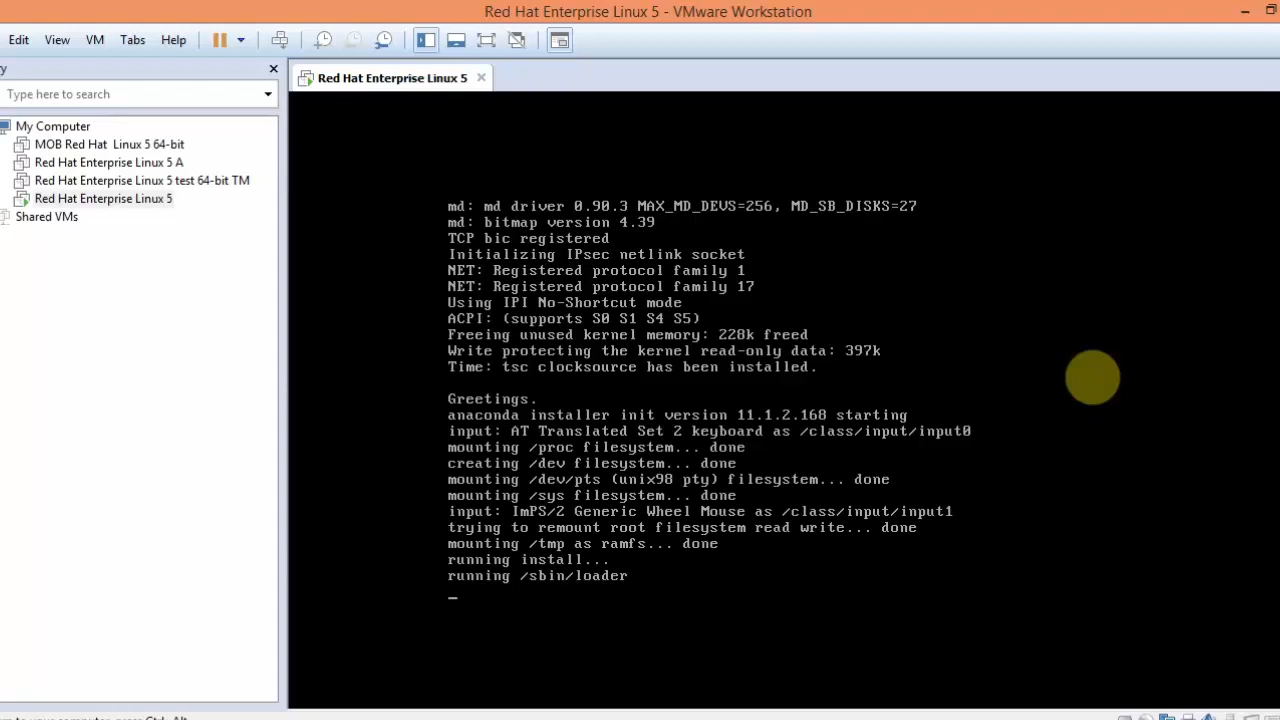 Red Hat Enterprise Linux 5 - VMware Workstation
Edit View VM Tabs Help
Type here to search
My Computer
MOB Red Hat Linux 5 64-bit
Red Hat Enterprise Linux 5 A
Red Hat Enterprise Linux 5 test 64-bit TM
Red Hat Enterprise Linux 5
Shared VMs
Red Hat Enterprise Linux 5
md: md driver 0.90.3 MAX_MD_DEVS=256, MD_SB_DISKS=27
md: bitmap version 4.39
TCP bic registered
Initializing IPsec netlink socket
NET: Registered protocol family 1
NET: Registered protocol family 17
Using IPI No-Shortcut mode
ACPI: (supports S0 S1 S4 S5)
Freeing unused kernel memory: 228k freed
Write protecting the kernel read-only data: 397k
Time: tsc clocksource has been installed.
Greetings.
anaconda installer init version 11.1.2.168 starting
input: AT Translated Set 2 keyboard as /class/input/input0
mounting /proc filesystem... done
creating /dev filesystem... done
mounting /dev/pts (unix98 pty) filesystem... done
mounting /sys filesystem... done
input: ImPS/2 Generic Wheel Mouse as /class/input/input1
trying to remount root filesystem read write... done
mounting /tmp as ramfs... done
running install...
running /sbin/loader